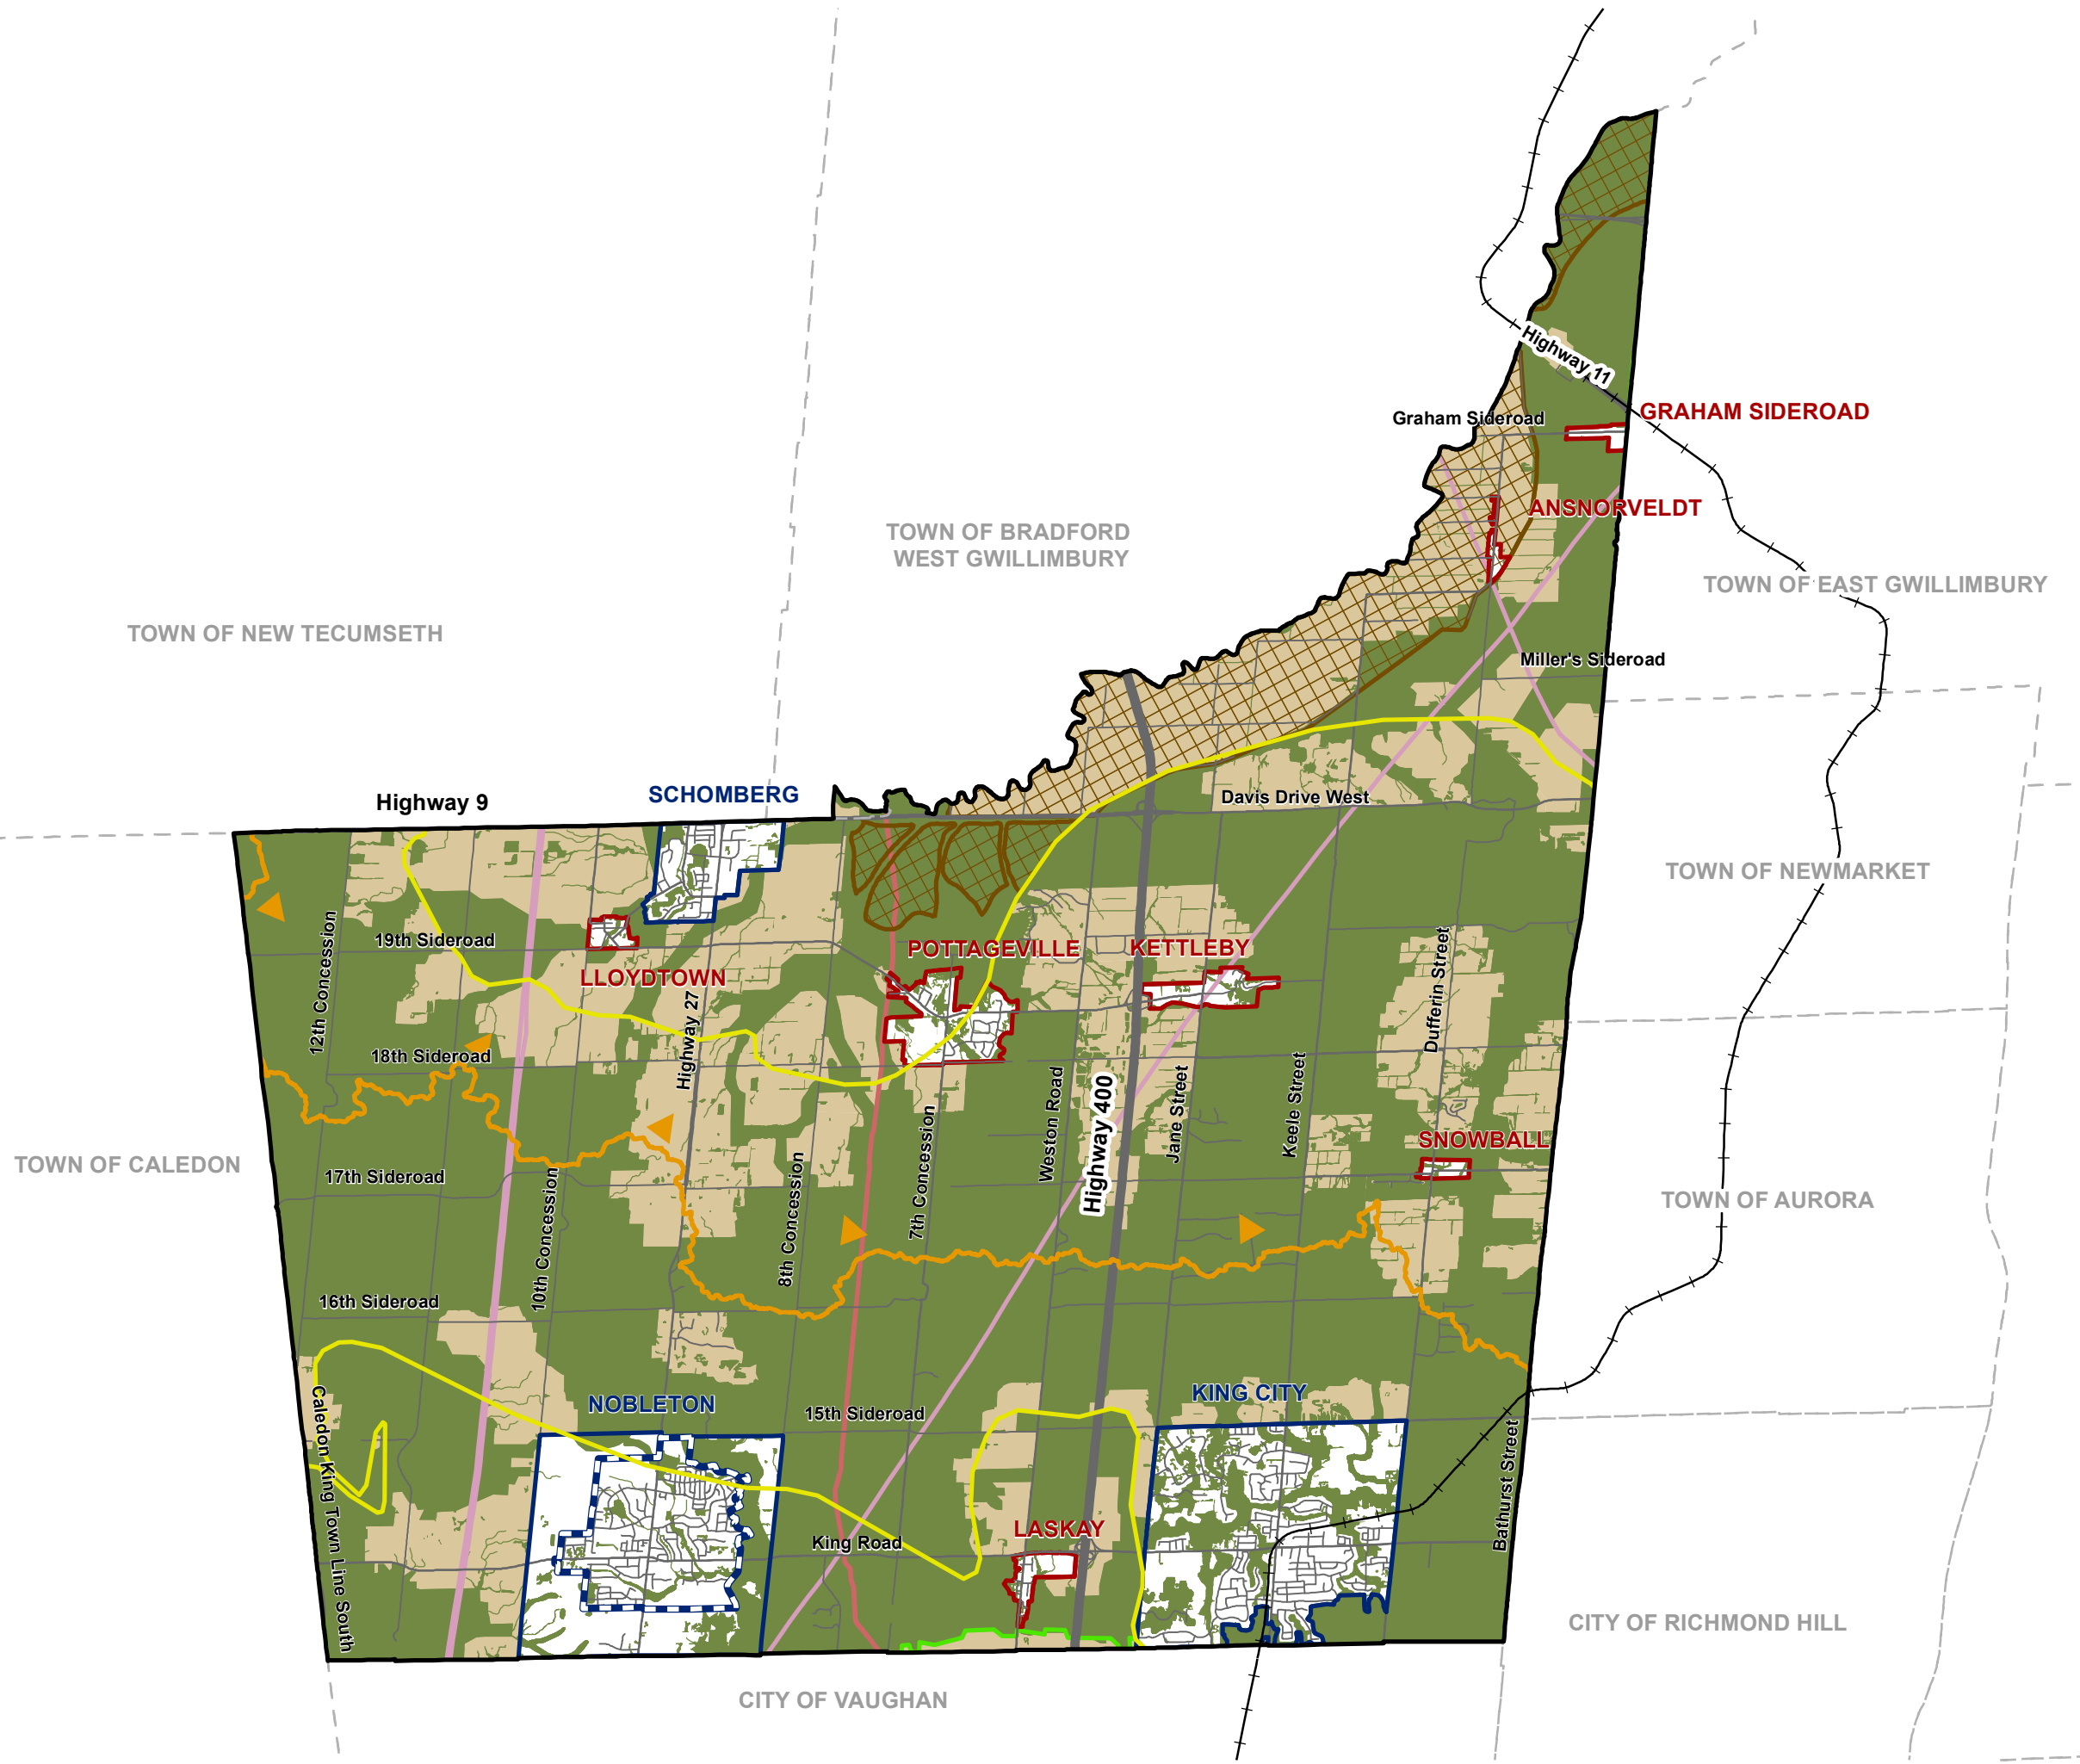 Highway 11
GRAHAM SIDEROAD
Graham Sideroad
ANSNORVELDT
TOWN OF BRADFORD
WEST GWILLIMBURY
TOWN OF EAST GWILLIMBURY
TOWN OF NEW TECUMSETH
Miller's Sideroad
SCHOMBERG
Highway 9
Davis Drive West
TOWN OF NEWMARKET
19th Sideroad
12th Concession
LLOYDTOWN
POTTAGEVILLE
KETTLEBY
Dufferin Street
Highway 27
18th Sideroad
Weston Road
Highway 400
Jane Street
Keele Street
SNOWBALL
TOWN OF CALEDON
17th Sideroad
10th Concession
8th Concession
7th Concession
TOWN OF AURORA
16th Sideroad
NOBLETON
KING CITY
15th Sideroad
Caledon King Town Line South
Bathurst Street
LASKAY
King Road
CITY OF RICHMOND HILL
CITY OF VAUGHAN